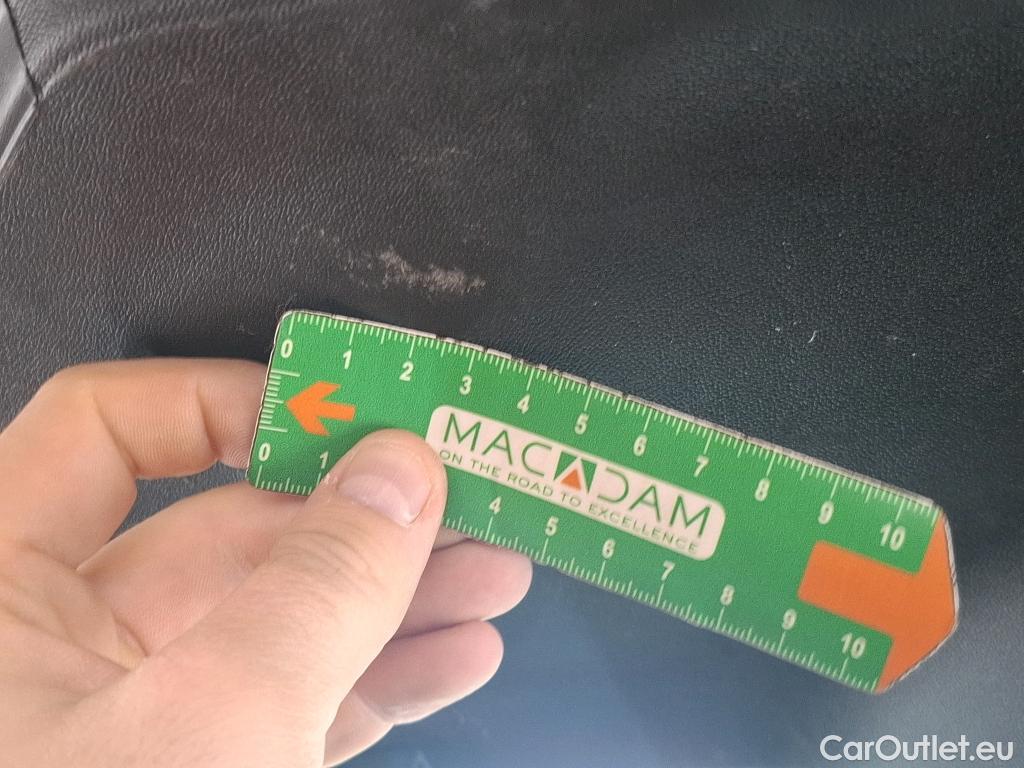 0 1 2 3 4 5 6 7 8 9 10
MACADAM
ON THE ROAD TO EXCELLENCE
0 1 4 5 6 7 8 9 10
CarOutlet.eu